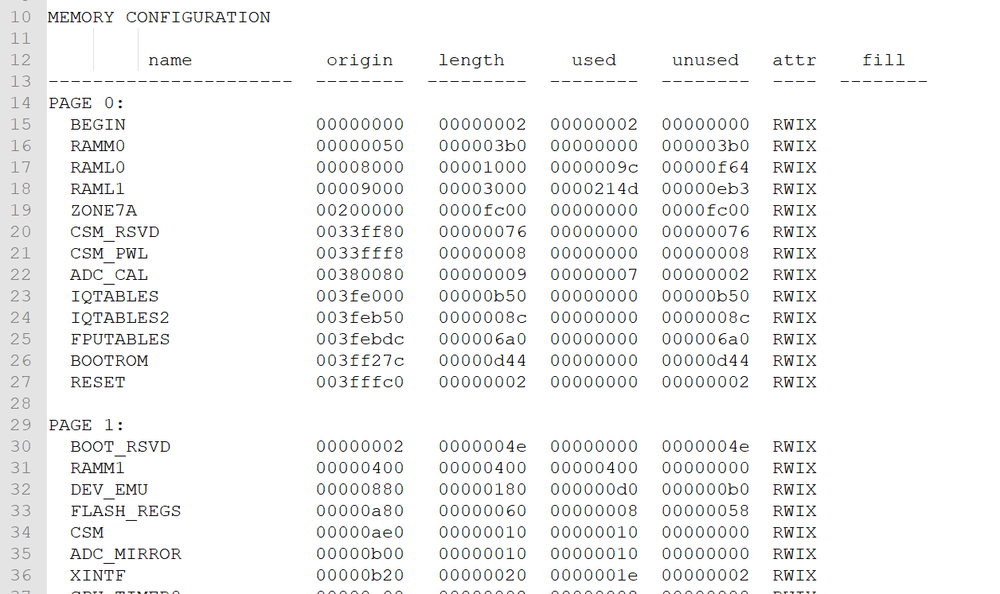 10 MEMORY CONFIGURATION
11
12 name origin length used unused attr fill
13 ---------------------- -------- --------- -------- -------- ---- --------
14 PAGE 0:
15 BEGIN 00000000 00000002 00000002 00000000 RWIX
16 RAMM0 00000050 000003b0 00000000 000003b0 RWIX
17 RAML0 00008000 00001000 0000009c 00000f64 RWIX
18 RAML1 00009000 00003000 0000214d 00000eb3 RWIX
19 ZONE7A 00200000 0000fc00 00000000 0000fc00 RWIX
20 CSM_RSVD 0033ff80 00000076 00000000 00000076 RWIX
21 CSM_PWL 0033fff8 00000008 00000000 00000008 RWIX
22 ADC_CAL 00380080 00000009 00000007 00000002 RWIX
23 IQTABLES 003fe000 00000b50 00000000 00000b50 RWIX
24 IQTABLES2 003feb50 0000008c 00000000 0000008c RWIX
25 FPUTABLES 003febdc 000006a0 00000000 000006a0 RWIX
26 BOOTROM 003ff27c 00000d44 00000000 00000d44 RWIX
27 RESET 003fffc0 00000002 00000000 00000002 RWIX
28
29 PAGE 1:
30 BOOT_RSVD 00000002 0000004e 00000000 0000004e RWIX
31 RAMM1 00000400 00000400 00000400 00000000 RWIX
32 DEV_EMU 00000880 00000180 000000d0 000000b0 RWIX
33 FLASH_REGS 00000a80 00000060 00000008 00000058 RWIX
34 CSM 00000ae0 00000010 00000010 00000000 RWIX
35 ADC_MIRROR 00000b00 00000010 00000010 00000000 RWIX
36 XINTF 00000b20 00000020 0000001e 00000002 RWIX